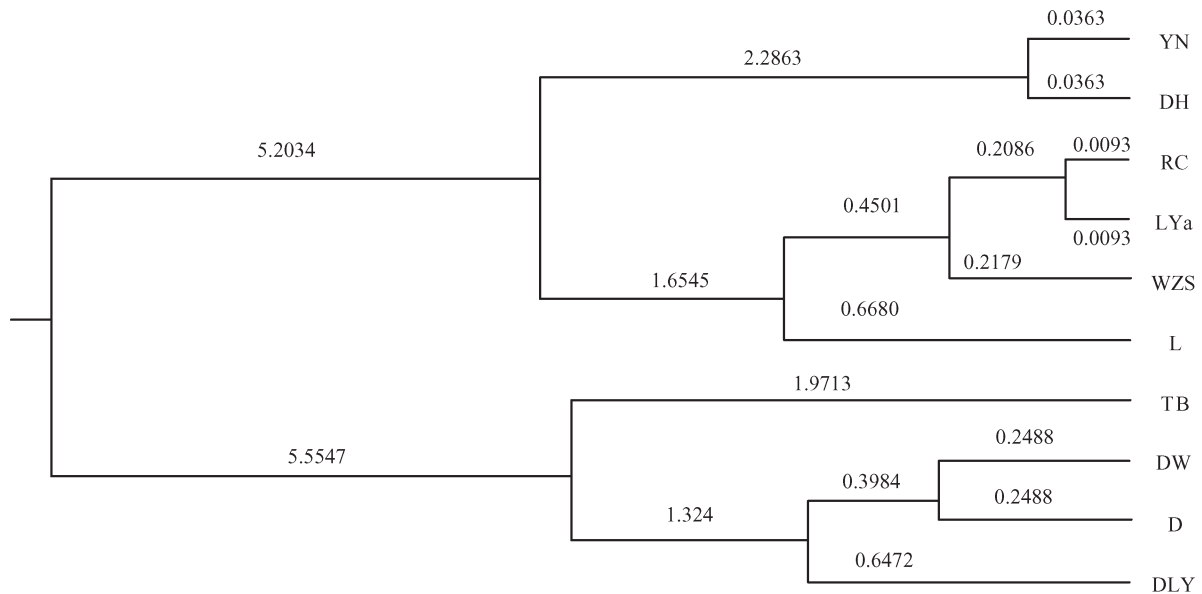 0.0363
YN
2.2863
0.0363
DH
5.2034
0.2086
0.0093
RC
0.4501
LYa
0.0093
0.2179
1.6545
WZS
0.6680
L
1.9713
TB
0.2488
DW
5.5547
0.3984
0.2488
D
1.324
0.6472
DLY